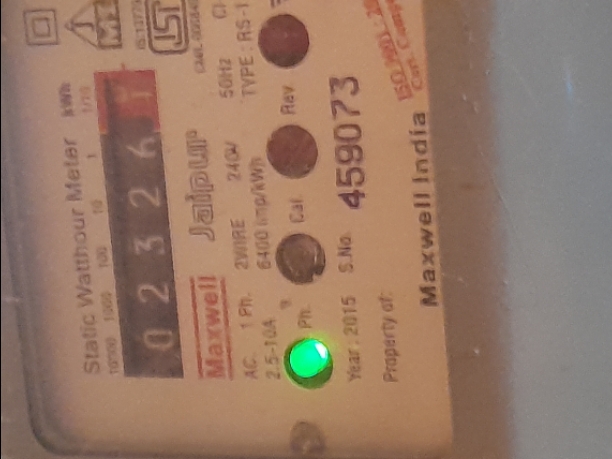 Static Watthour Meter kWh
10000 1000 100 10 1 1/10
0 2 3 2 6 1
Maxwell Jaipur
AC. 1 Ph. 2WIRE 240V 50Hz Cl.
2.5-10A 6400 imp/kWh TYPE: RS-1
Ph. Cal. Rev.
Year: 2015 S.No. 459073
Property of:
Maxwell India